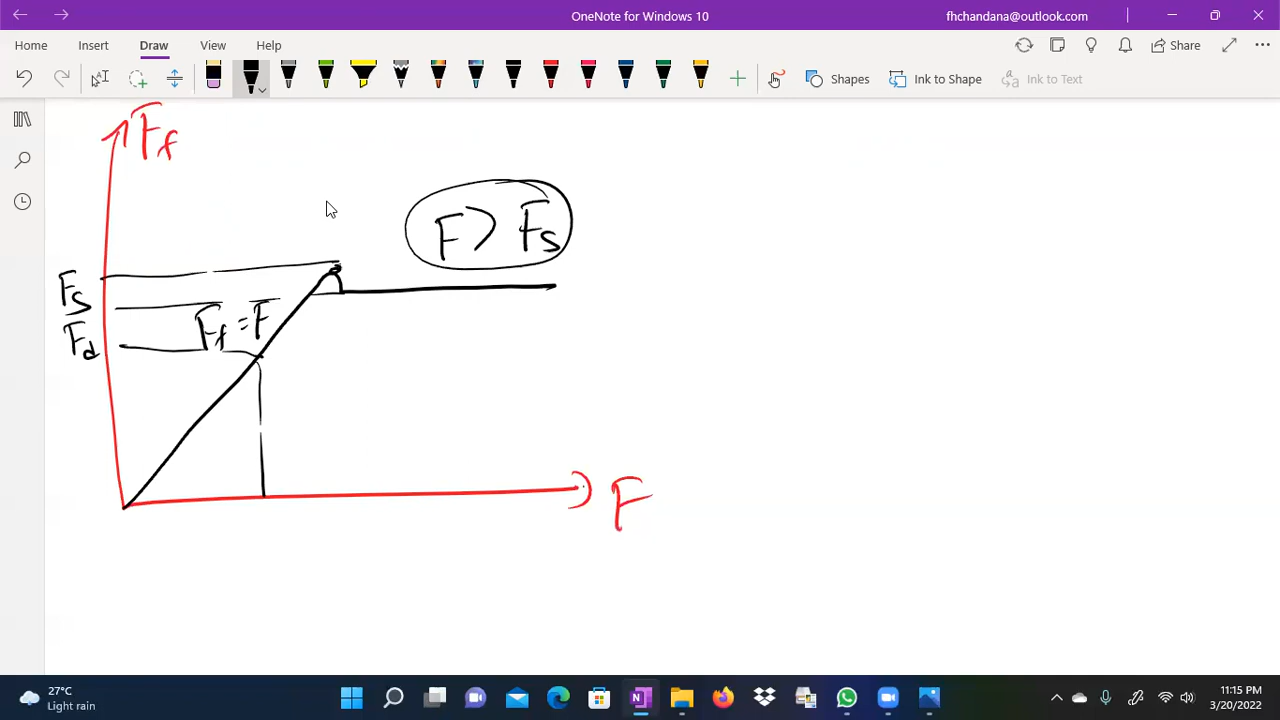 OneNote for Windows 10
fhchandana@outlook.com
Home Insert Draw View Help
Share
Shapes
Ink to Shape
Ink to Text
Ff
F > Fs
Fs
Ff = F
Fd
F
27°C
Light rain
11:15 PM
3/20/2022